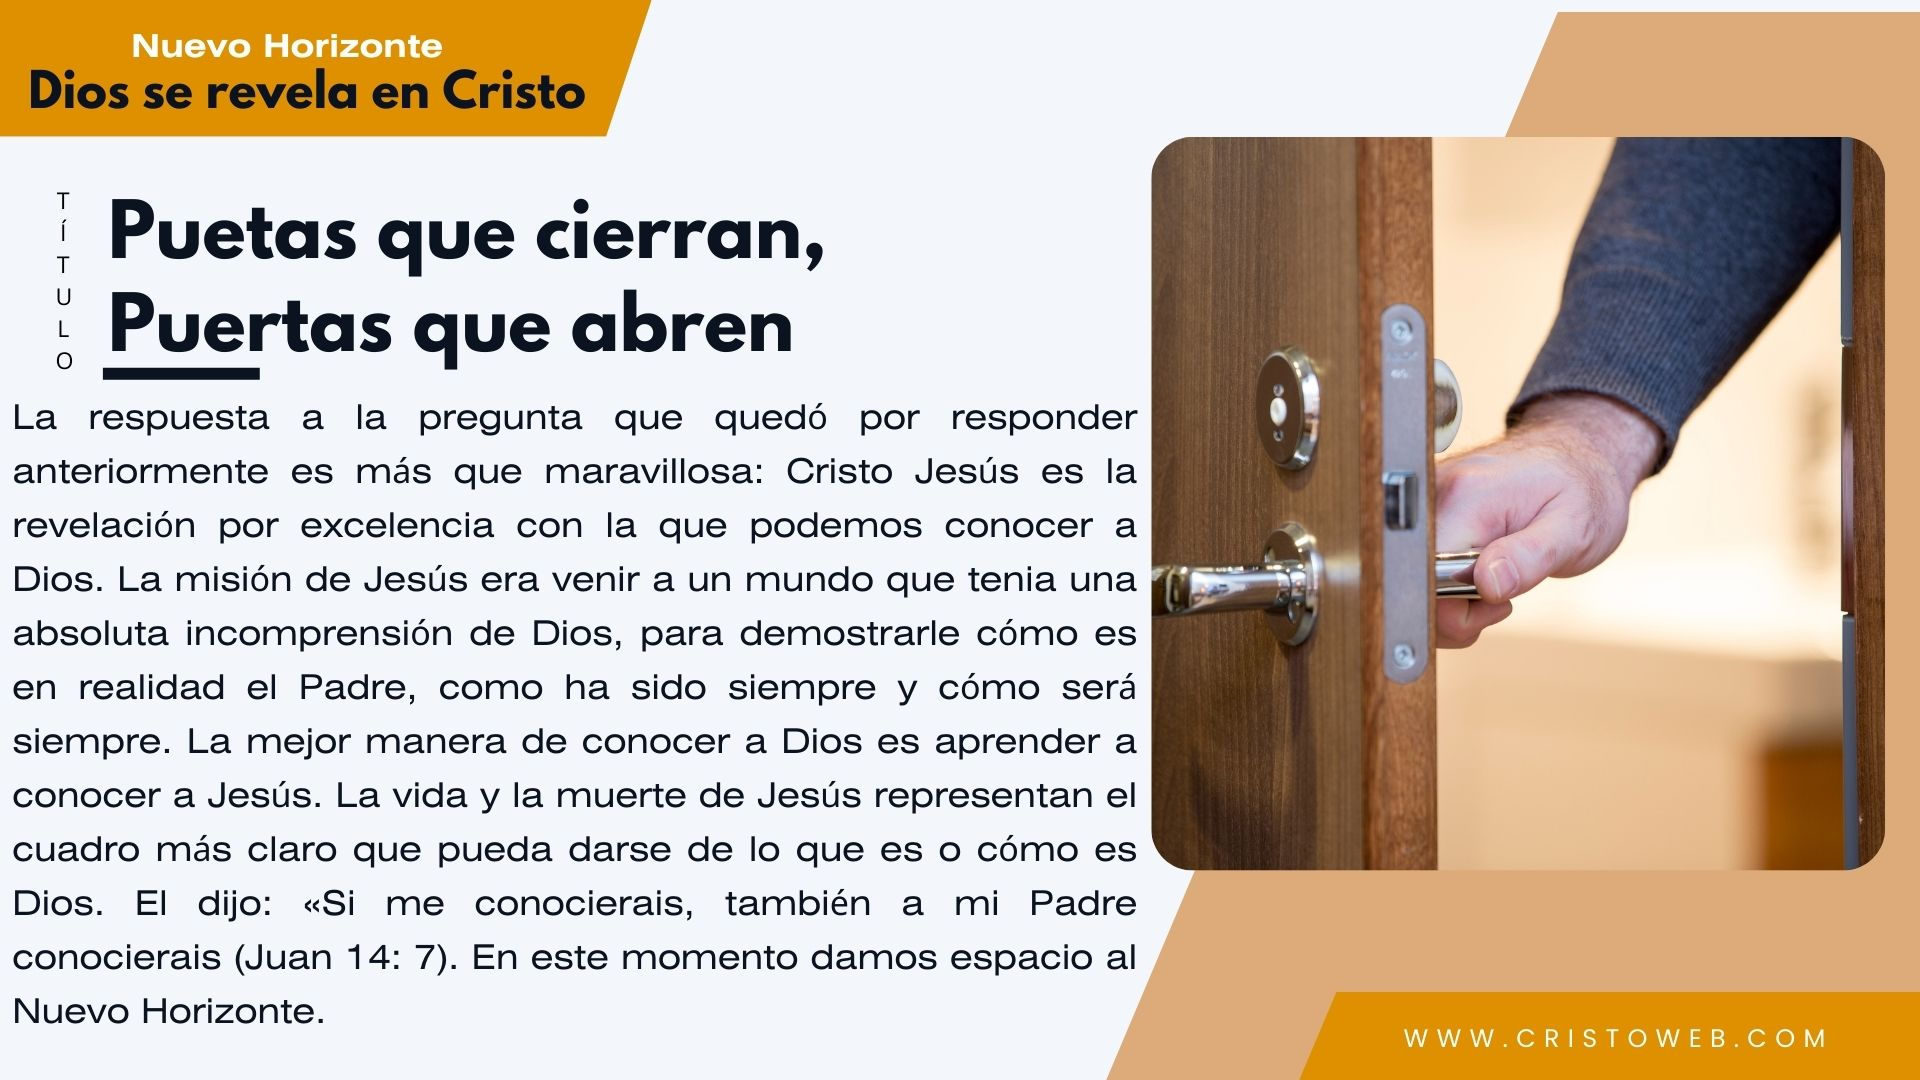 Nuevo Horizonte
Dios se revela en Cristo
TÍTULO
Puetas que cierran,
Puertas que abren
La respuesta a la pregunta que quedó por responder
anteriormente es más que maravillosa: Cristo Jesús es la
revelación por excelencia con la que podemos conocer a
Dios. La misión de Jesús era venir a un mundo que tenia una
absoluta incomprensión de Dios, para demostrarle cómo es
en realidad el Padre, como ha sido siempre y cómo será
siempre. La mejor manera de conocer a Dios es aprender a
conocer a Jesús. La vida y la muerte de Jesús representan el
cuadro más claro que pueda darse de lo que es o cómo es
Dios. El dijo: «Si me conocierais, también a mi Padre
conocierais (Juan 14: 7). En este momento damos espacio al
Nuevo Horizonte.
WWW.CRISTOWEB.COM